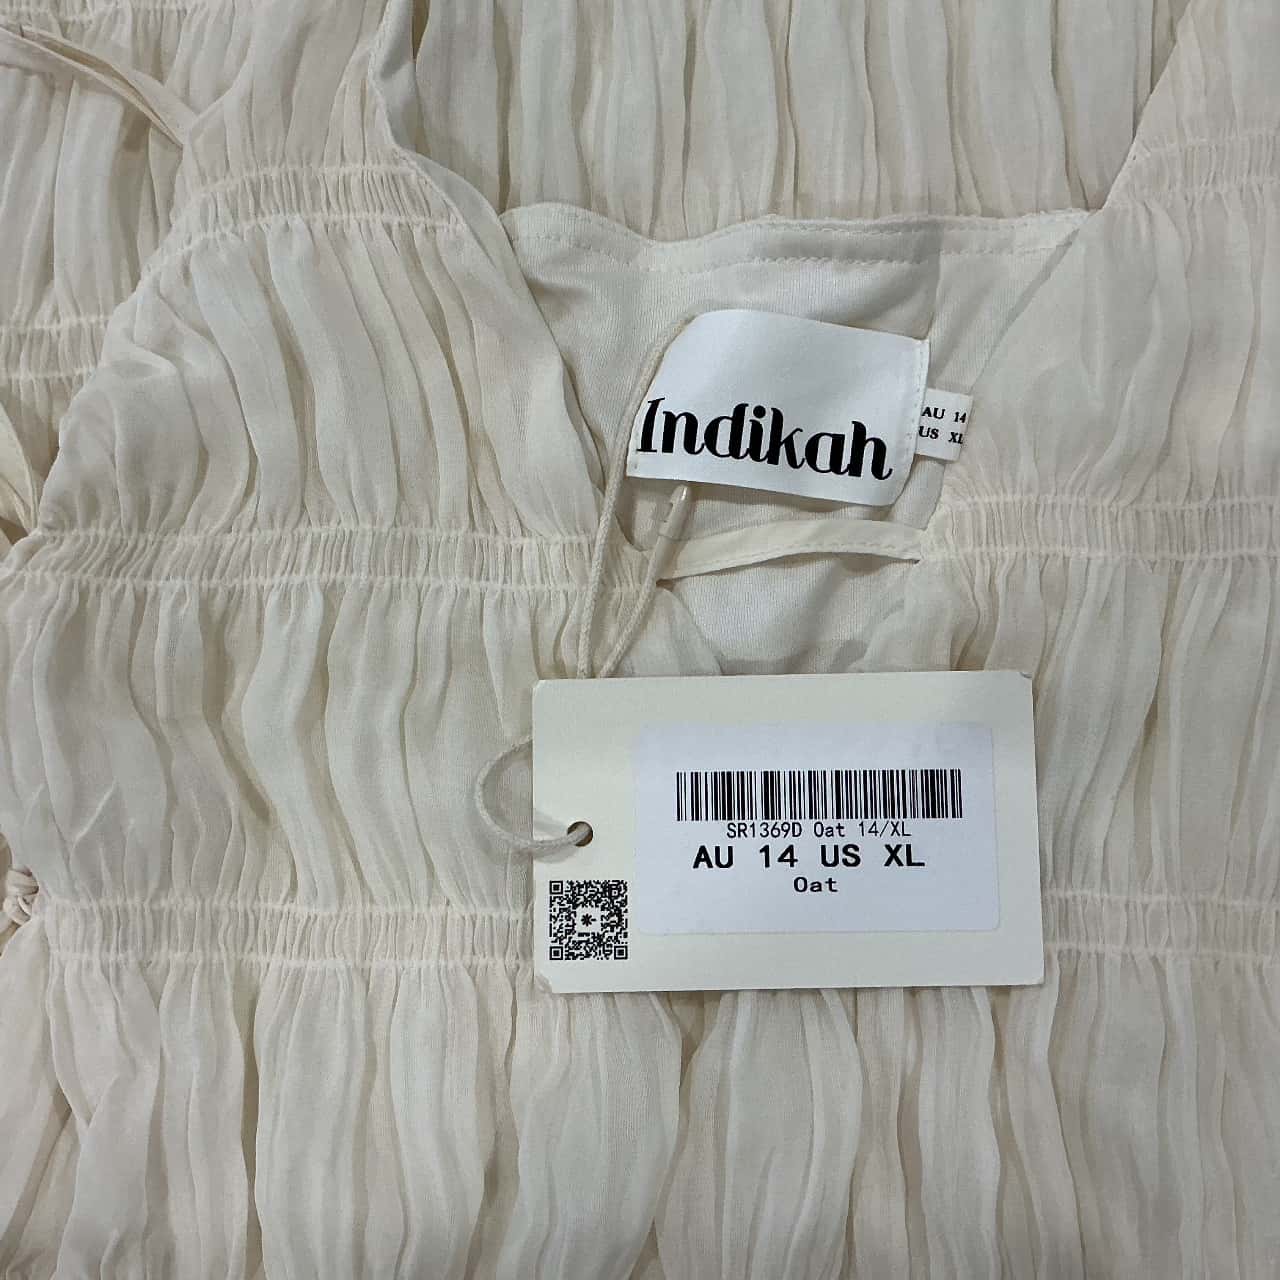 Indikah
AU 14
US XL
SR1369D Oat 14/XL
AU 14 US XL
Oat